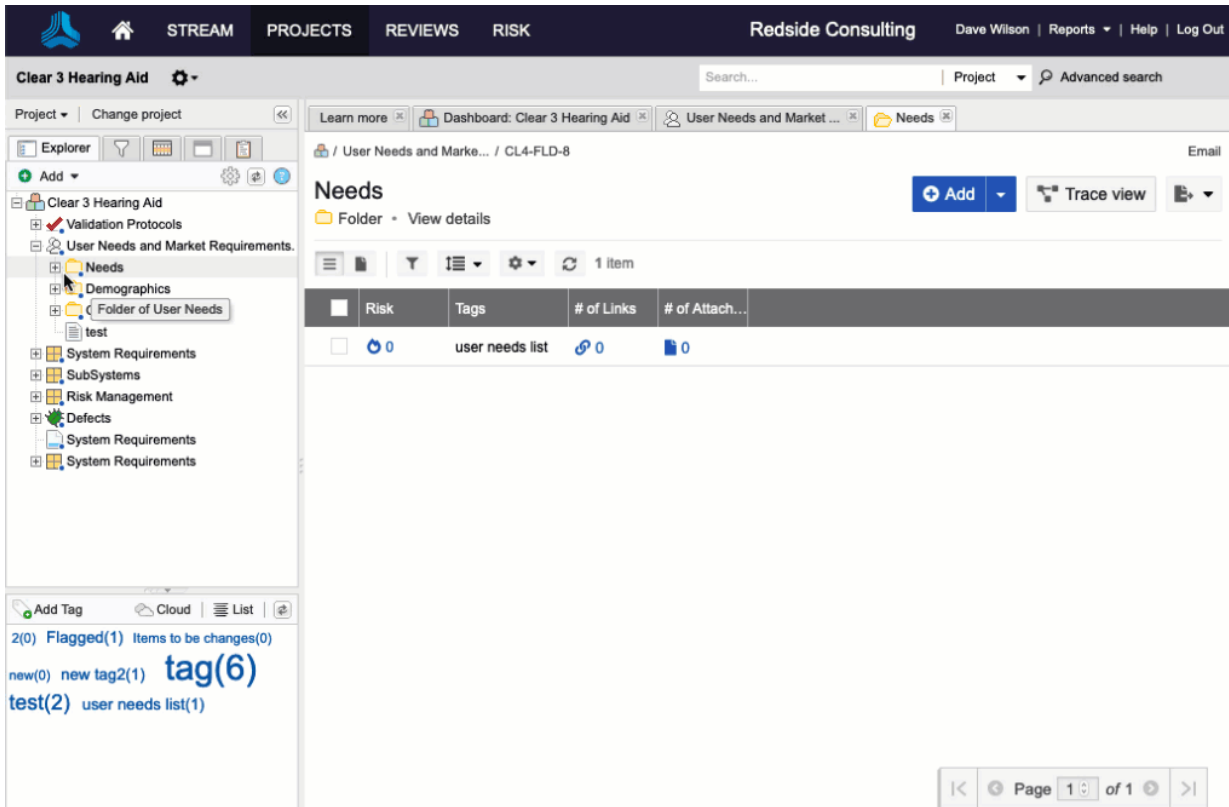 STREAM PROJECTS REVIEWS RISK Redside Consulting Dave Wilson | Reports | Help | Log Out
Clear 3 Hearing Aid Search... Project Advanced search
Project Change project
Learn more Dashboard: Clear 3 Hearing Aid User Needs and Market ... Needs
Explorer
/ User Needs and Marke... / CL4-FLD-8 Email
Add
Needs
Add Trace view
Folder • View details
Clear 3 Hearing Aid
Validation Protocols
User Needs and Market Requirements.
Needs
Demographics
Folder of User Needs
test
System Requirements
SubSystems
Risk Management
Defects
System Requirements
System Requirements
1 item
Risk Tags # of Links # of Attach...
0 user needs list 0 0
Add Tag Cloud List
2(0) Flagged(1) Items to be changes(0)
new(0) new tag2(1) tag(6)
test(2) user needs list(1)
Page 1 of 1